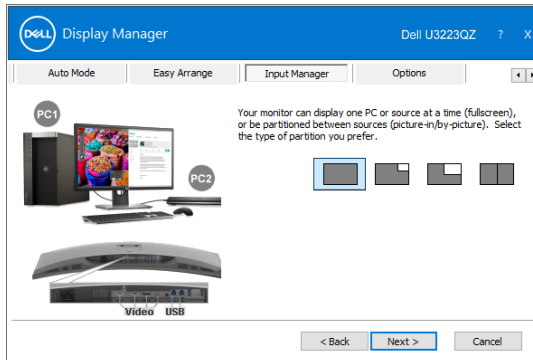 DELL Display Manager
Dell U3223QZ ? X
Auto Mode Easy Arrange Input Manager Options
PC1
Your monitor can display one PC or source at a time (fullscreen),
or be partitioned between sources (picture-in/by-picture). Select
the type of partition you prefer.
PC2
Video USB
< Back Next > Cancel